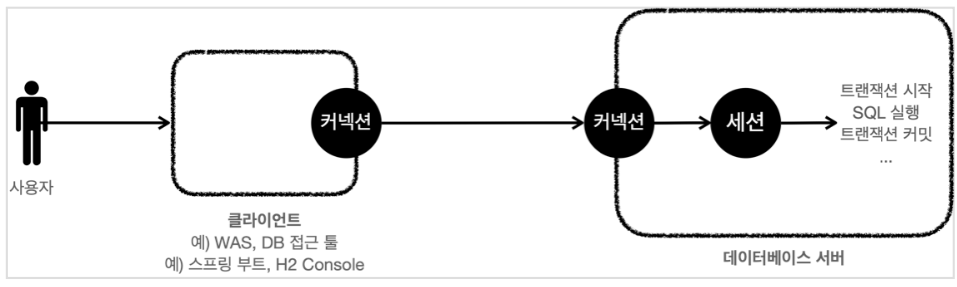 사용자
커넥션
클라이언트
예) WAS, DB 접근 툴
예) 스프링 부트, H2 Console
커넥션
세션
트랜잭션 시작
SQL 실행
트랜잭션 커밋
...
데이터베이스 서버